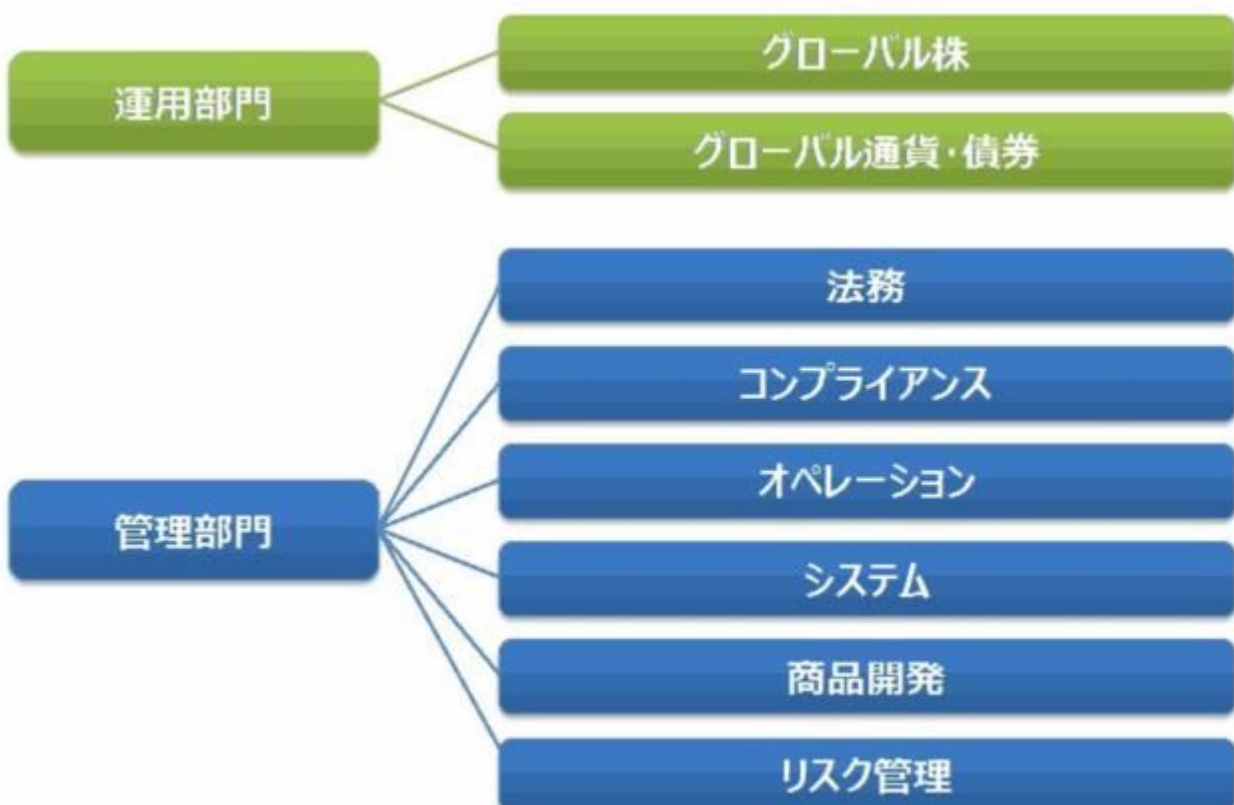 運用部門
グローバル株
グローバル通貨・債券
管理部門
法務
コンプライアンス
オペレーション
システム
商品開発
リスク管理